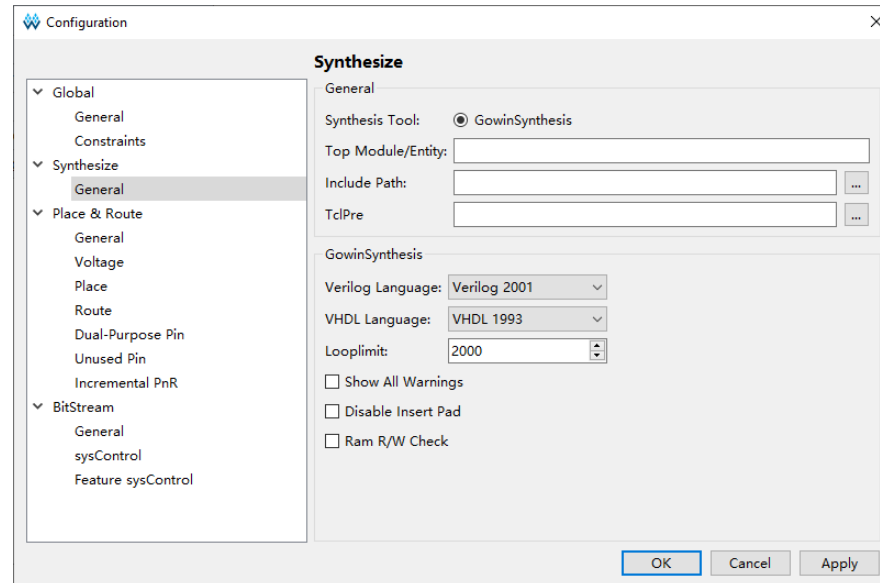 Configuration
Global
General
Constraints
Synthesize
General
Place & Route
General
Voltage
Place
Route
Dual-Purpose Pin
Unused Pin
Incremental PnR
BitStream
General
sysControl
Feature sysControl
Synthesize
General
Synthesis Tool: GowinSynthesis
Top Module/Entity:
Include Path: ...
TclPre ...
GowinSynthesis
Verilog Language: Verilog 2001
VHDL Language: VHDL 1993
Looplimit: 2000
Show All Warnings
Disable Insert Pad
Ram R/W Check
OK Cancel Apply